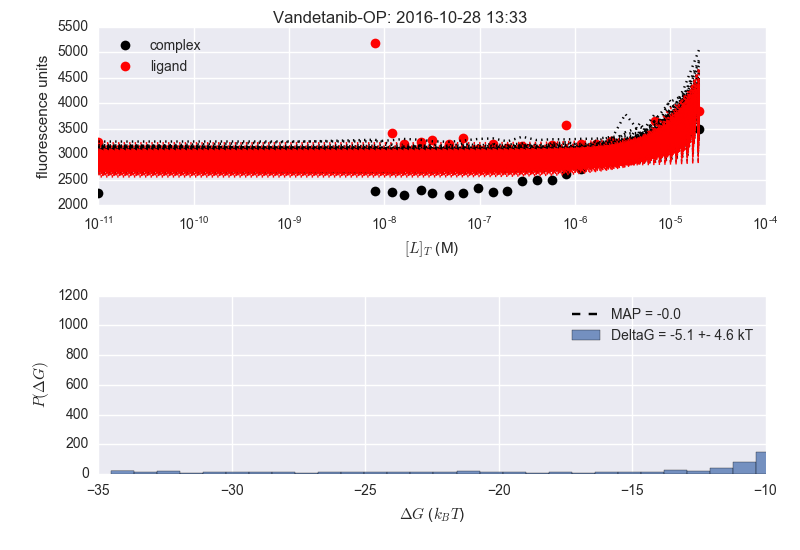 Vandetanib-OP: 2016-10-28 13:33
5500
5000
4500
4000
3500
3000
2500
2000
fluorescence units
complex
ligand
10^-11 10^-10 10^-9 10^-8 10^-7 10^-6 10^-5 10^-4
[L]_T (M)
1200
1000
800
600
400
200
0
P(ΔG)
MAP = -0.0
DeltaG = -5.1 +- 4.6 kT
−35 −30 −25 −20 −15 −10
ΔG (k_BT)